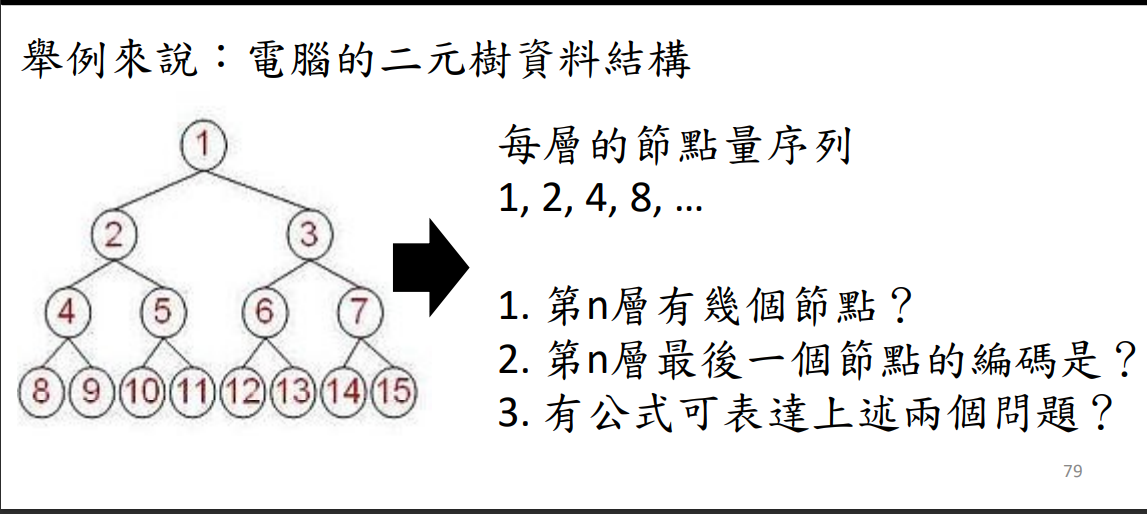 舉例來說：電腦的二元樹資料結構
1
2 3
4 5 6 7
8 9 10 11 12 13 14 15
每層的節點量序列
1, 2, 4, 8, …
1. 第n層有幾個節點？
2. 第n層最後一個節點的編碼是？
3. 有公式可表達上述兩個問題？
79